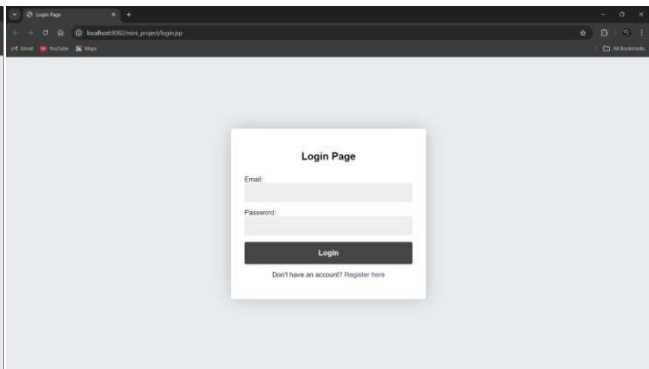 Login Page
localhost:8082/mini_project/login.jsp
Gmail YouTube Maps
All Bookmarks
Login Page
Email:
Password:
Login
Don't have an account? Register here